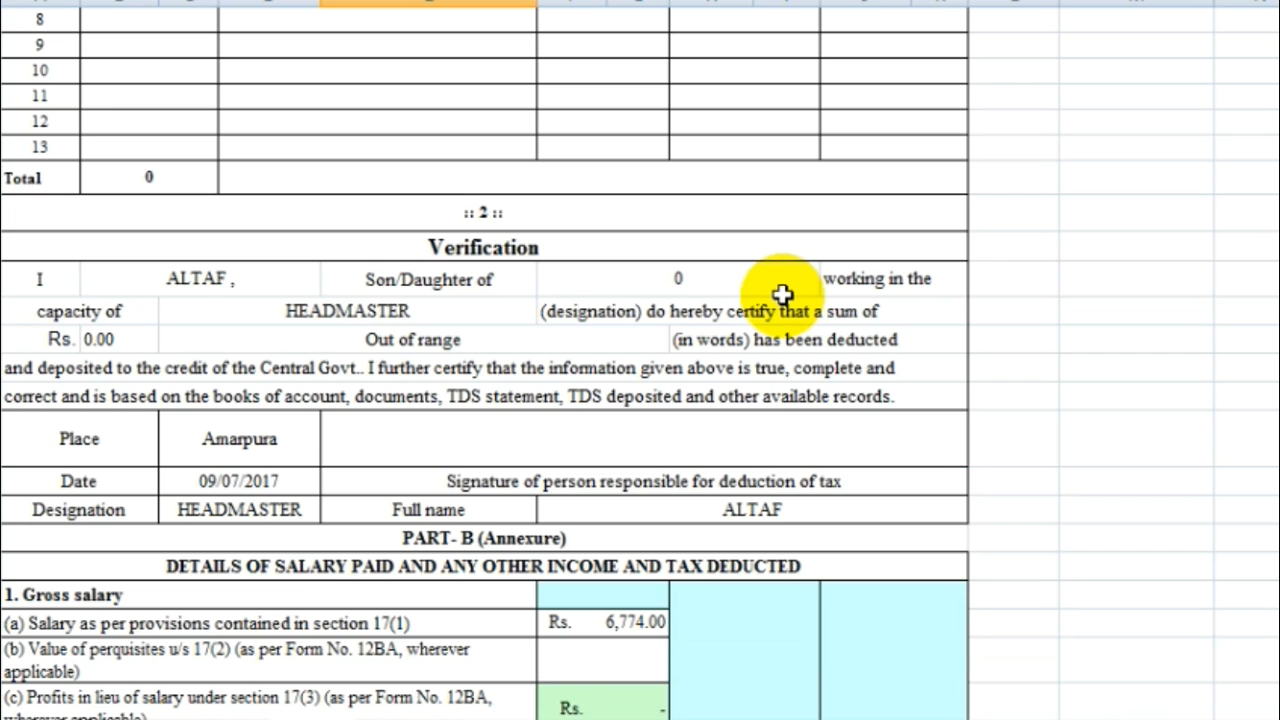 8
9
10
11
12
13
Total 0
:: 2 ::
Verification
I ALTAF , Son/Daughter of 0 working in the
capacity of HEADMASTER (designation) do hereby certify that a sum of
Rs. 0.00 Out of range (in words) has been deducted
and deposited to the credit of the Central Govt.. I further certify that the information given above is true, complete and
correct and is based on the books of account, documents, TDS statement, TDS deposited and other available records.
Place Amarpura
Date 09/07/2017 Signature of person responsible for deduction of tax
Designation HEADMASTER Full name ALTAF
PART- B (Annexure)
DETAILS OF SALARY PAID AND ANY OTHER INCOME AND TAX DEDUCTED
1. Gross salary
(a) Salary as per provisions contained in section 17(1) Rs. 6,774.00
(b) Value of perquisites u/s 17(2) (as per Form No. 12BA, wherever
applicable)
(c) Profits in lieu of salary under section 17(3) (as per Form No. 12BA, Rs. -
wherever applicable)